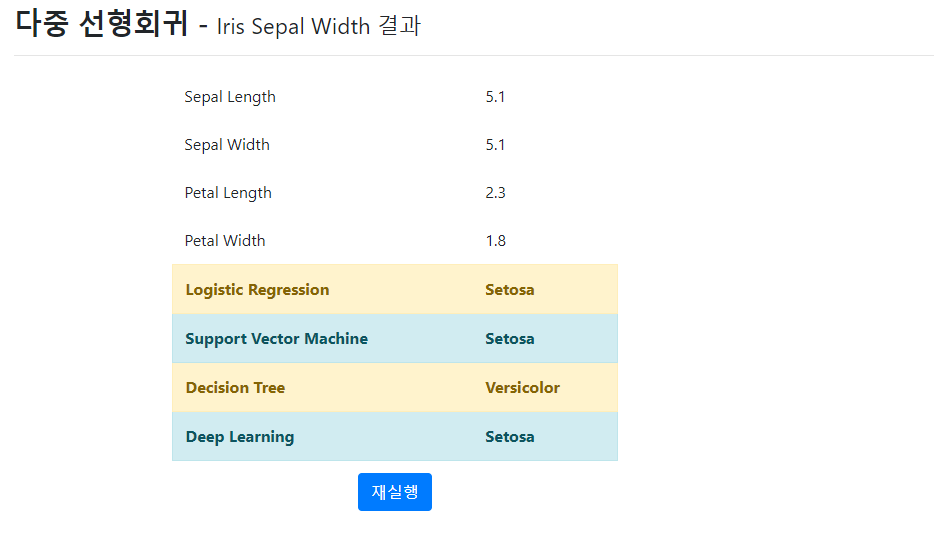 다중 선형회귀 - Iris Sepal Width 결과
Sepal Length 5.1
Sepal Width 5.1
Petal Length 2.3
Petal Width 1.8
Logistic Regression Setosa
Support Vector Machine Setosa
Decision Tree Versicolor
Deep Learning Setosa
재실행